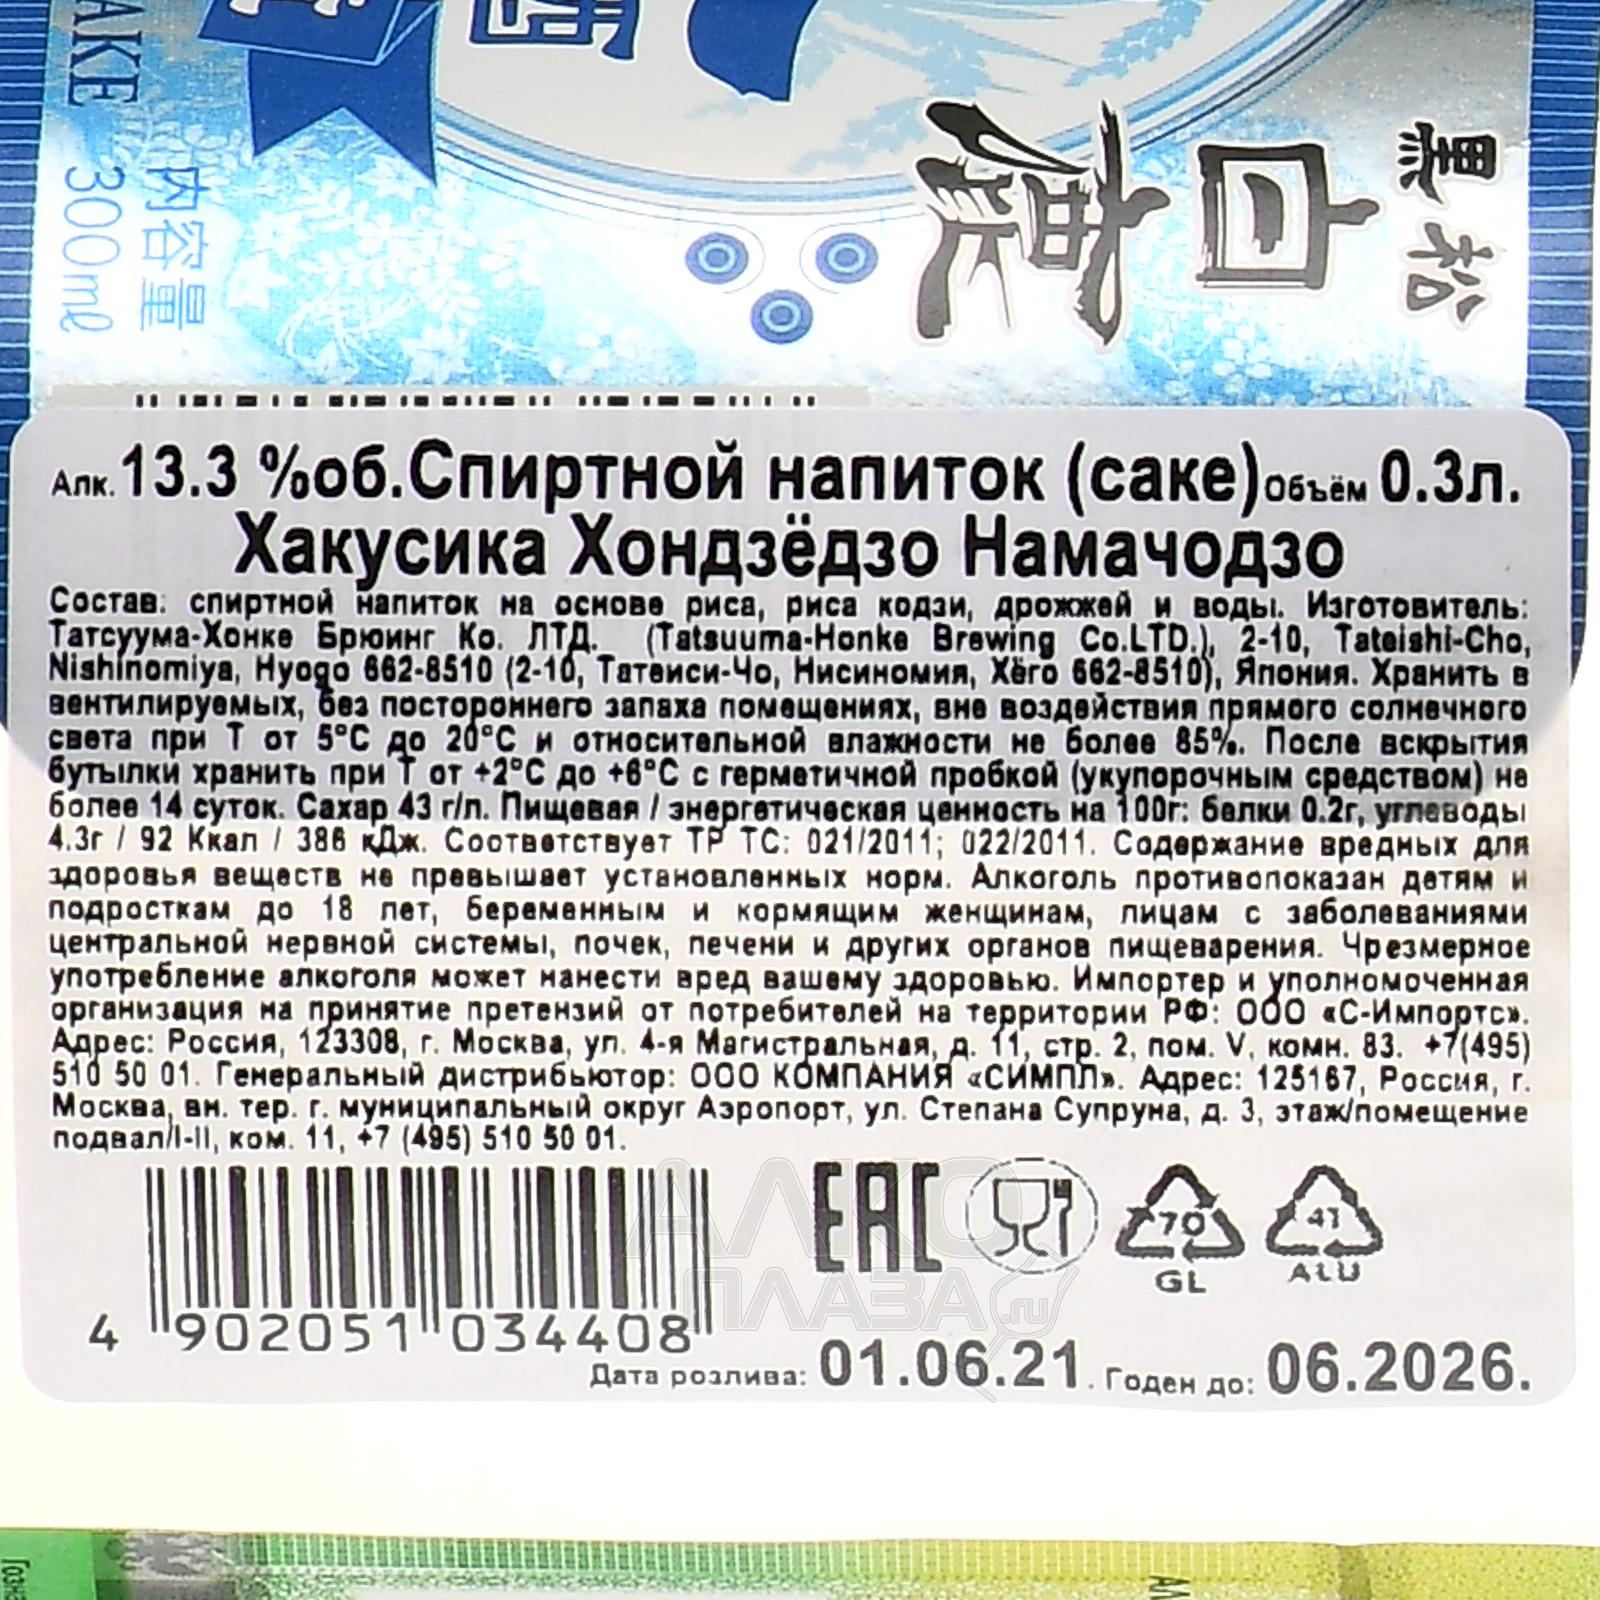 SAKE
内容量
300ml
黒松
白鹿
Алк. 13.3 %об. Спиртной напиток (саке) Объём 0.3л.
Хакусика Хондзёдзо Намачодзо
Состав: спиртной напиток на основе риса, риса кодзи, дрожжей и воды. Изготовитель:
Татсуума-Хонке Брюинг Ко. ЛТД. (Tatsuuma-Honke Brewing Co.LTD.), 2-10, Tateishi-Cho,
Nishinomiya, Hyogo 662-8510 (2-10, Татеиси-Чо, Нисиномия, Хёго 662-8510), Япония. Хранить в
вентилируемых, без постороннего запаха помещениях, вне воздействия прямого солнечного
света при Т от 5°С до 20°С и относительной влажности не более 85%. После вскрытия
бутылки хранить при Т от +2°С до +6°С с герметичной пробкой (укупорочным средством) не
более 14 суток. Сахар 43 г/л. Пищевая / энергетическая ценность на 100г: белки 0.2г, углеводы
4.3г / 92 Ккал / 386 кДж. Соответствует ТР ТС: 021/2011; 022/2011. Содержание вредных для
здоровья веществ не превышает установленных норм. Алкоголь противопоказан детям и
подросткам до 18 лет, беременным и кормящим женщинам, лицам с заболеваниями
центральной нервной системы, почек, печени и других органов пищеварения. Чрезмерное
употребление алкоголя может нанести вред вашему здоровью. Импортер и уполномоченная
организация на принятие претензий от потребителей на территории РФ: ООО «С-Импортс».
Адрес: Россия, 123308, г. Москва, ул. 4-я Магистральная, д. 11, стр. 2, пом. V, комн. 83. +7(495)
510 50 01. Генеральный дистрибьютор: ООО КОМПАНИЯ «СИМПЛ». Адрес: 125167, Россия, г.
Москва, вн. тер. г. муниципальный округ Аэропорт, ул. Степана Супруна, д. 3, этаж/помещение
подвал/I-II, ком. 11, +7 (495) 510 50 01.
EAC
70
GL
41
ALU
АЛКО
ПЛАЗА.ru
4 902051 034408
Дата розлива: 01.06.21. Годен до: 06.2026.